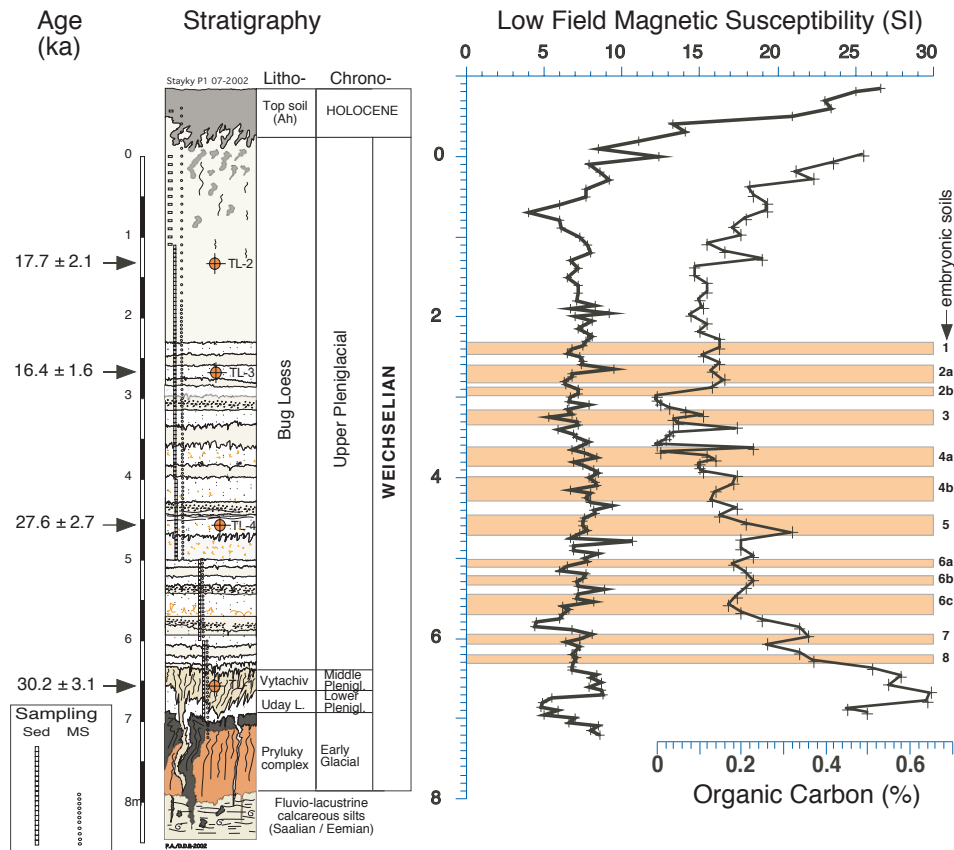 Age
(ka)
Stratigraphy
Low Field Magnetic Susceptibility (SI)
0 5 10 15 20 25 30
Stayky P1 07-2002
Litho-
Chrono-
Top soil
(Ah)
HOLOCENE
0
1
2
3
4
5
6
7
8m
17.7 ± 2.1
16.4 ± 1.6
27.6 ± 2.7
30.2 ± 3.1
TL-2
TL-3
TL-4
Bug Loess
Upper Pleniglacial
WEICHSELIAN
Vytachiv
Middle
Plenigl.
Uday L.
Lower
Plenigl.
Pryluky
complex
Early
Glacial
Fluvio-lacustrine
calcareous silts
(Saalian / Eemian)
Sampling
Sed MS
P.A./D.D.B-2002
0
2
4
6
8
embryonic soils
1
2a
2b
3
4a
4b
5
6a
6b
6c
7
8
0 0.2 0.4 0.6
Organic Carbon (%)